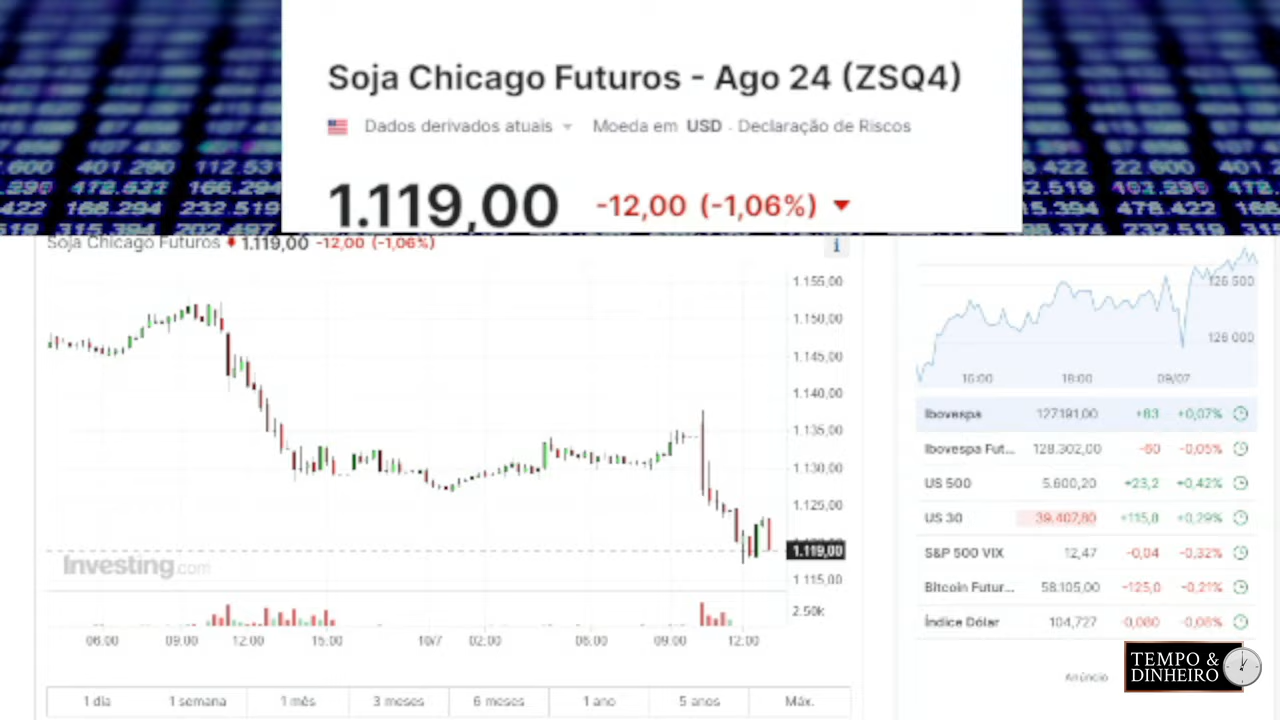 Soja Chicago Futuros - Ago 24 (ZSQ4)
Dados derivados atuais Moeda em USD . Declaração de Riscos
1.119,00 -12,00 (-1,06%)
Soja Chicago Futuros 1.119,00 -12,00 (-1,06%)
1.155,00
1.150,00
1.145,00
1.140,00
1.135,00
1.130,00
1.125,00
1.119,00
1.115,00
2.50k
Investing.com
06:00 09:00 12:00 15:00 10/7 02:00 06:00 09:00 12:00
1 dia 1 semana 1 mês 3 meses 6 meses 1 ano 5 anos Máx.
126 500
126 000
16:00 18:00 09/07
Ibovespa 127.191,00 +83 +0,07%
Ibovespa Fut... 128.302,00 -60 -0,05%
US 500 5.600,20 +23,2 +0,42%
US 30 39.407,80 +115,8 +0,29%
S&P 500 VIX 12,47 -0,04 -0,32%
Bitcoin Futur... 58.105,00 -125,0 -0,21%
Índice Dólar 104,727 -0,080 -0,08%
Anúncio
TEMPO &
DINHEIRO